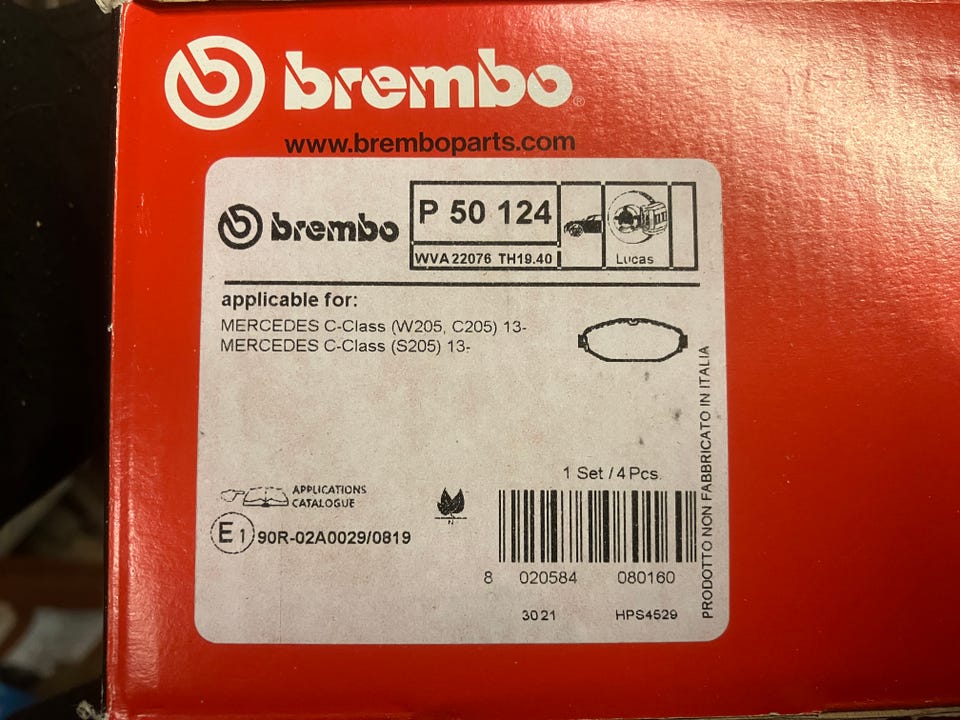 brembo®
www.bremboparts.com
brembo
P 50 124
WVA 22076 TH19.40
Lucas
applicable for:
MERCEDES C-Class (W205, C205) 13-
MERCEDES C-Class (S205) 13-
PRODOTTO NON FABBRICATO IN ITALIA
1 Set / 4 Pcs.
APPLICATIONS
CATALOGUE
N
E1 90R-02A0029/0819
8 020584 080160
3021 HPS4529